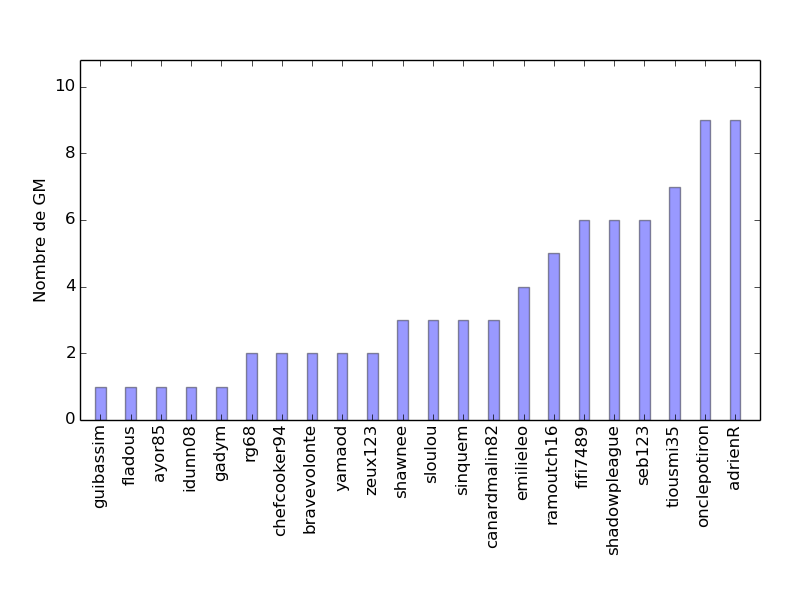 Nombre de GM
10
8
6
4
2
0
guibassim
fladous
ayor85
idunn08
gadym
rg68
chefcooker94
bravevolonte
yamaod
zeux123
shawnee
sloulou
sinquem
canardmalin82
emilieleo
ramoutch16
fifi7489
shadowpleague
seb123
tiousmi35
onclepotiron
adrienR